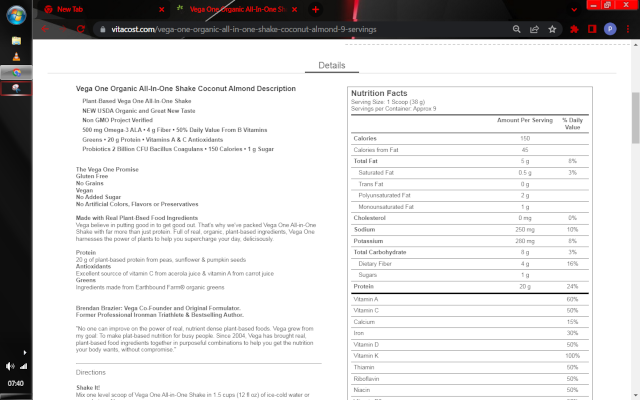 New Tab
Vega One Organic All-In-One Sh
vitacost.com/vega-one-organic-all-in-one-shake-coconut-almond-9-servings
P
Details
Vega One Organic All-In-One Shake Coconut Almond Description
Plant-Based Vega One All-In-One Shake
NEW USDA Organic and Great New Taste
Non GMO Project Verified
500 mg Omega-3 ALA • 4 g Fiber • 50% Daily Value From B Vitamins
Greens • 20 g Protein • Vitamins A & C Antioxidants
Probiotics 2 Billion CFU Bacillus Coagulans • 150 Calories • 1 g Sugar
The Vega One Promise
Gluten Free
No Grains
Vegan
No Added Sugar
No Artificial Colors, Flavors or Preservatives
Made with Real Plant-Bsed Food Ingredients
Vega believe in putting good in to get good out. That's why we've packed Vega One All-in-One
Shake with far more than just protein. Full of real, organic, plant-based ingredients, Vega One
harnesses the power of plants to help you supercharge your day, deliciously.
Protein
20 g of plant-based protein from peas, sunflower & pumpkin seeds
Antioxidants
Excellent source of vitamin C from acerola juice & vitamin A from carrot juice
Greens
Ingredients made from Earthbound Farm® organic greens.
Brendan Brazier: Vega Co.Founder and Original Formulator.
Former Professional Ironman Triathlete & Bestselling Author.
"No one can improve on the power of real, nutrient dense plant-based foods. Vega grew from
my goal: To make plat-based nutrition for busy people. Since 2004, Vega has brought real,
plant-based food ingredients together in purposeful combinations to help you get the nutrition
your body wants, without compromise."
Directions
Shake It!
Mix one level scoop of Vega One All-in-One Shake in 1.5 cups (12 fl oz) of ice-cold water or
Nutrition Facts
Serving Size: 1 Scoop (38 g)
Servings per Container: Approx 9
Amount Per Serving % Daily Value
Calories 150
Calories from Fat 45
Total Fat 5 g 8%
Saturated Fat 0.5 g 3%
Trans Fat 0 g
Polyunsaturated Fat 2 g
Monounsaturated Fat 1 g
Cholesterol 0 mg 0%
Sodium 250 mg 10%
Potassium 280 mg 8%
Total Carbohydrate 8 g 3%
Dietary Fiber 4 g 16%
Sugars 1 g
Protein 20 g 24%
Vitamin A 60%
Vitamin C 50%
Calcium 15%
Iron 30%
Vitamin D 50%
Vitamin K 100%
Thiamin 50%
Riboflavin 50%
Niacin 50%
07:40